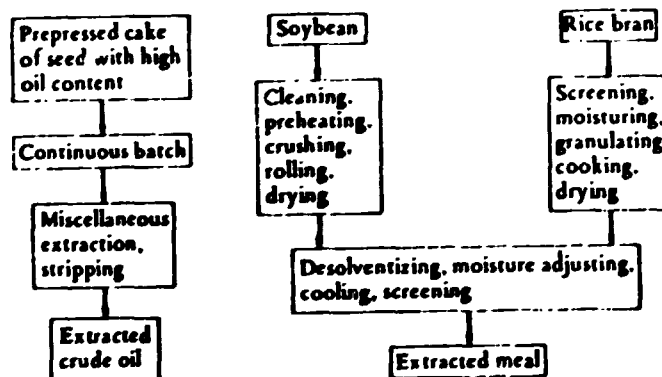 Prepressed cake
of seed with high
oil content
Continuous batch
Miscellaneous
extraction,
stripping
Extracted
crude oil
Soybean
Cleaning,
preheating,
crushing,
rolling,
drying
Rice bran
Screening,
moisturing,
granulating,
cooking,
drying
Desolventizing, moisture adjusting,
cooling, screening
Extracted meal